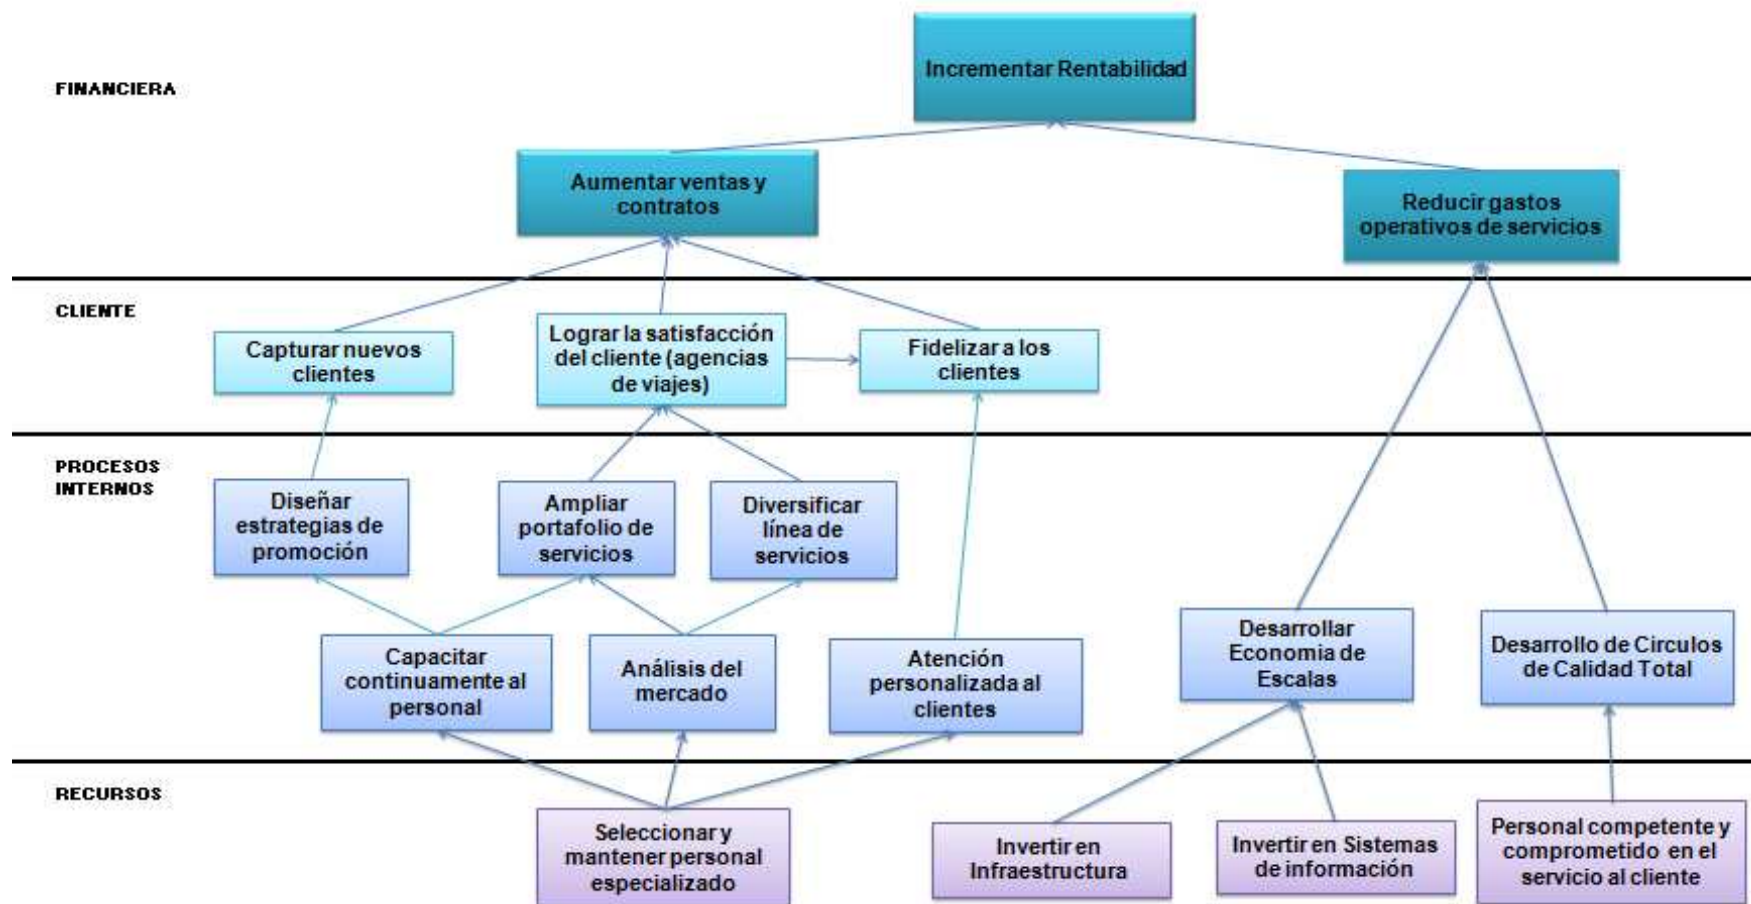 FINANCIERA
Incrementar Rentabilidad
Aumentar ventas y
contratos
Reducir gastos
operativos de servicios
CLIENTE
Capturar nuevos
clientes
Lograr la satisfacción
del cliente (agencias
de viajes)
Fidelizar a los
clientes
PROCESOS
INTERNOS
Diseñar
estrategias de
promoción
Ampliar
portafolio de
servicios
Diversificar
línea de
servicios
Capacitar
continuamente al
personal
Análisis del
mercado
Atención
personalizada al
clientes
Desarrollar
Economia de
Escalas
Desarrollo de Circulos
de Calidad Total
RECURSOS
Seleccionar y
mantener personal
especializado
Invertir en
Infraestructura
Invertir en Sistemas
de información
Personal competente y
comprometido en el
servicio al cliente